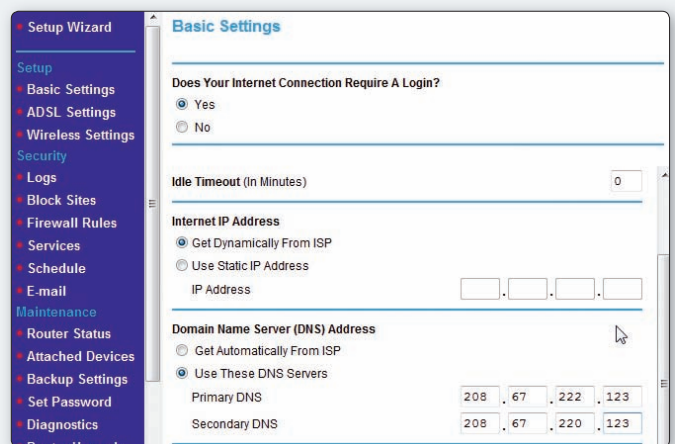 Setup Wizard
Setup
Basic Settings
ADSL Settings
Wireless Settings
Security
Logs
Block Sites
Firewall Rules
Services
Schedule
E-mail
Maintenance
Router Status
Attached Devices
Backup Settings
Set Password
Diagnostics
Basic Settings
Does Your Internet Connection Require A Login?
Yes
No
Idle Timeout (In Minutes) 0
Internet IP Address
Get Dynamically From ISP
Use Static IP Address
IP Address . . .
Domain Name Server (DNS) Address
Get Automatically From ISP
Use These DNS Servers
Primary DNS 208 . 67 . 222 . 123
Secondary DNS 208 . 67 . 220 . 123